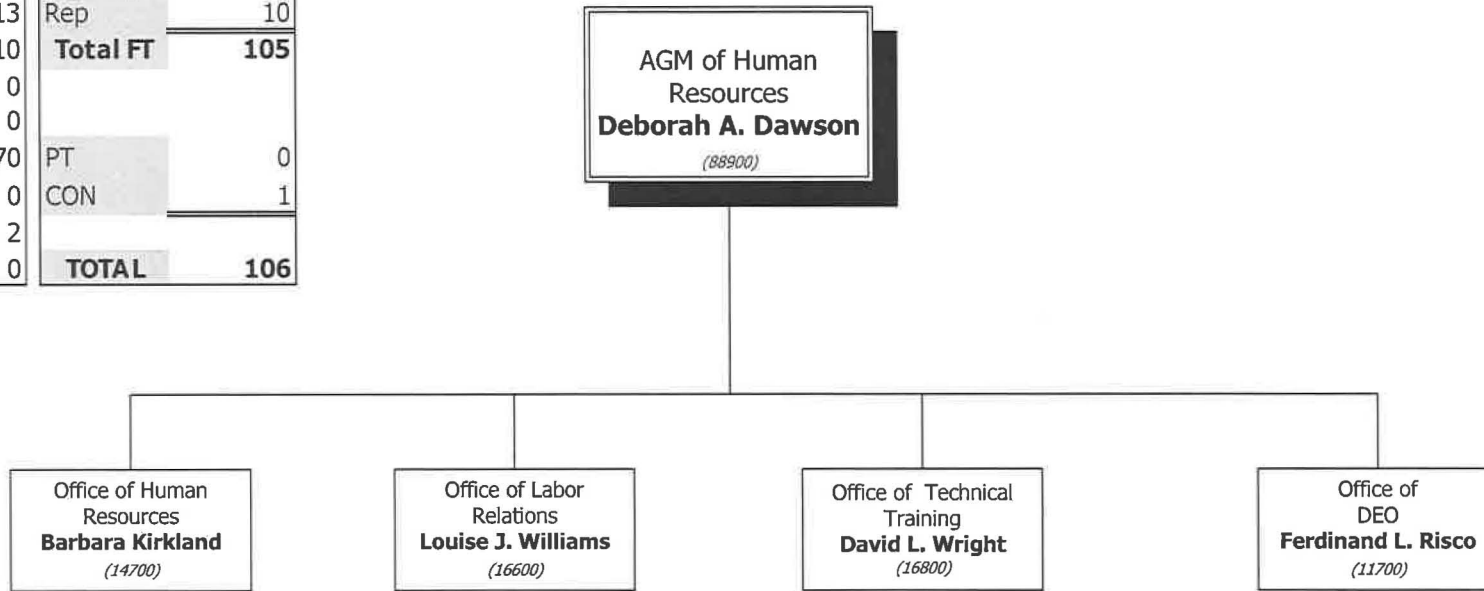 13
10
0
0
70
0
2
0
Rep 10
Total FT 105
PT 0
CON 1
TOTAL 106
AGM of Human
Resources
Deborah A. Dawson
(88900)
Office of Human
Resources
Barbara Kirkland
(14700)
Office of Labor
Relations
Louise J. Williams
(16600)
Office of Technical
Training
David L. Wright
(16800)
Office of
DEO
Ferdinand L. Risco
(11700)